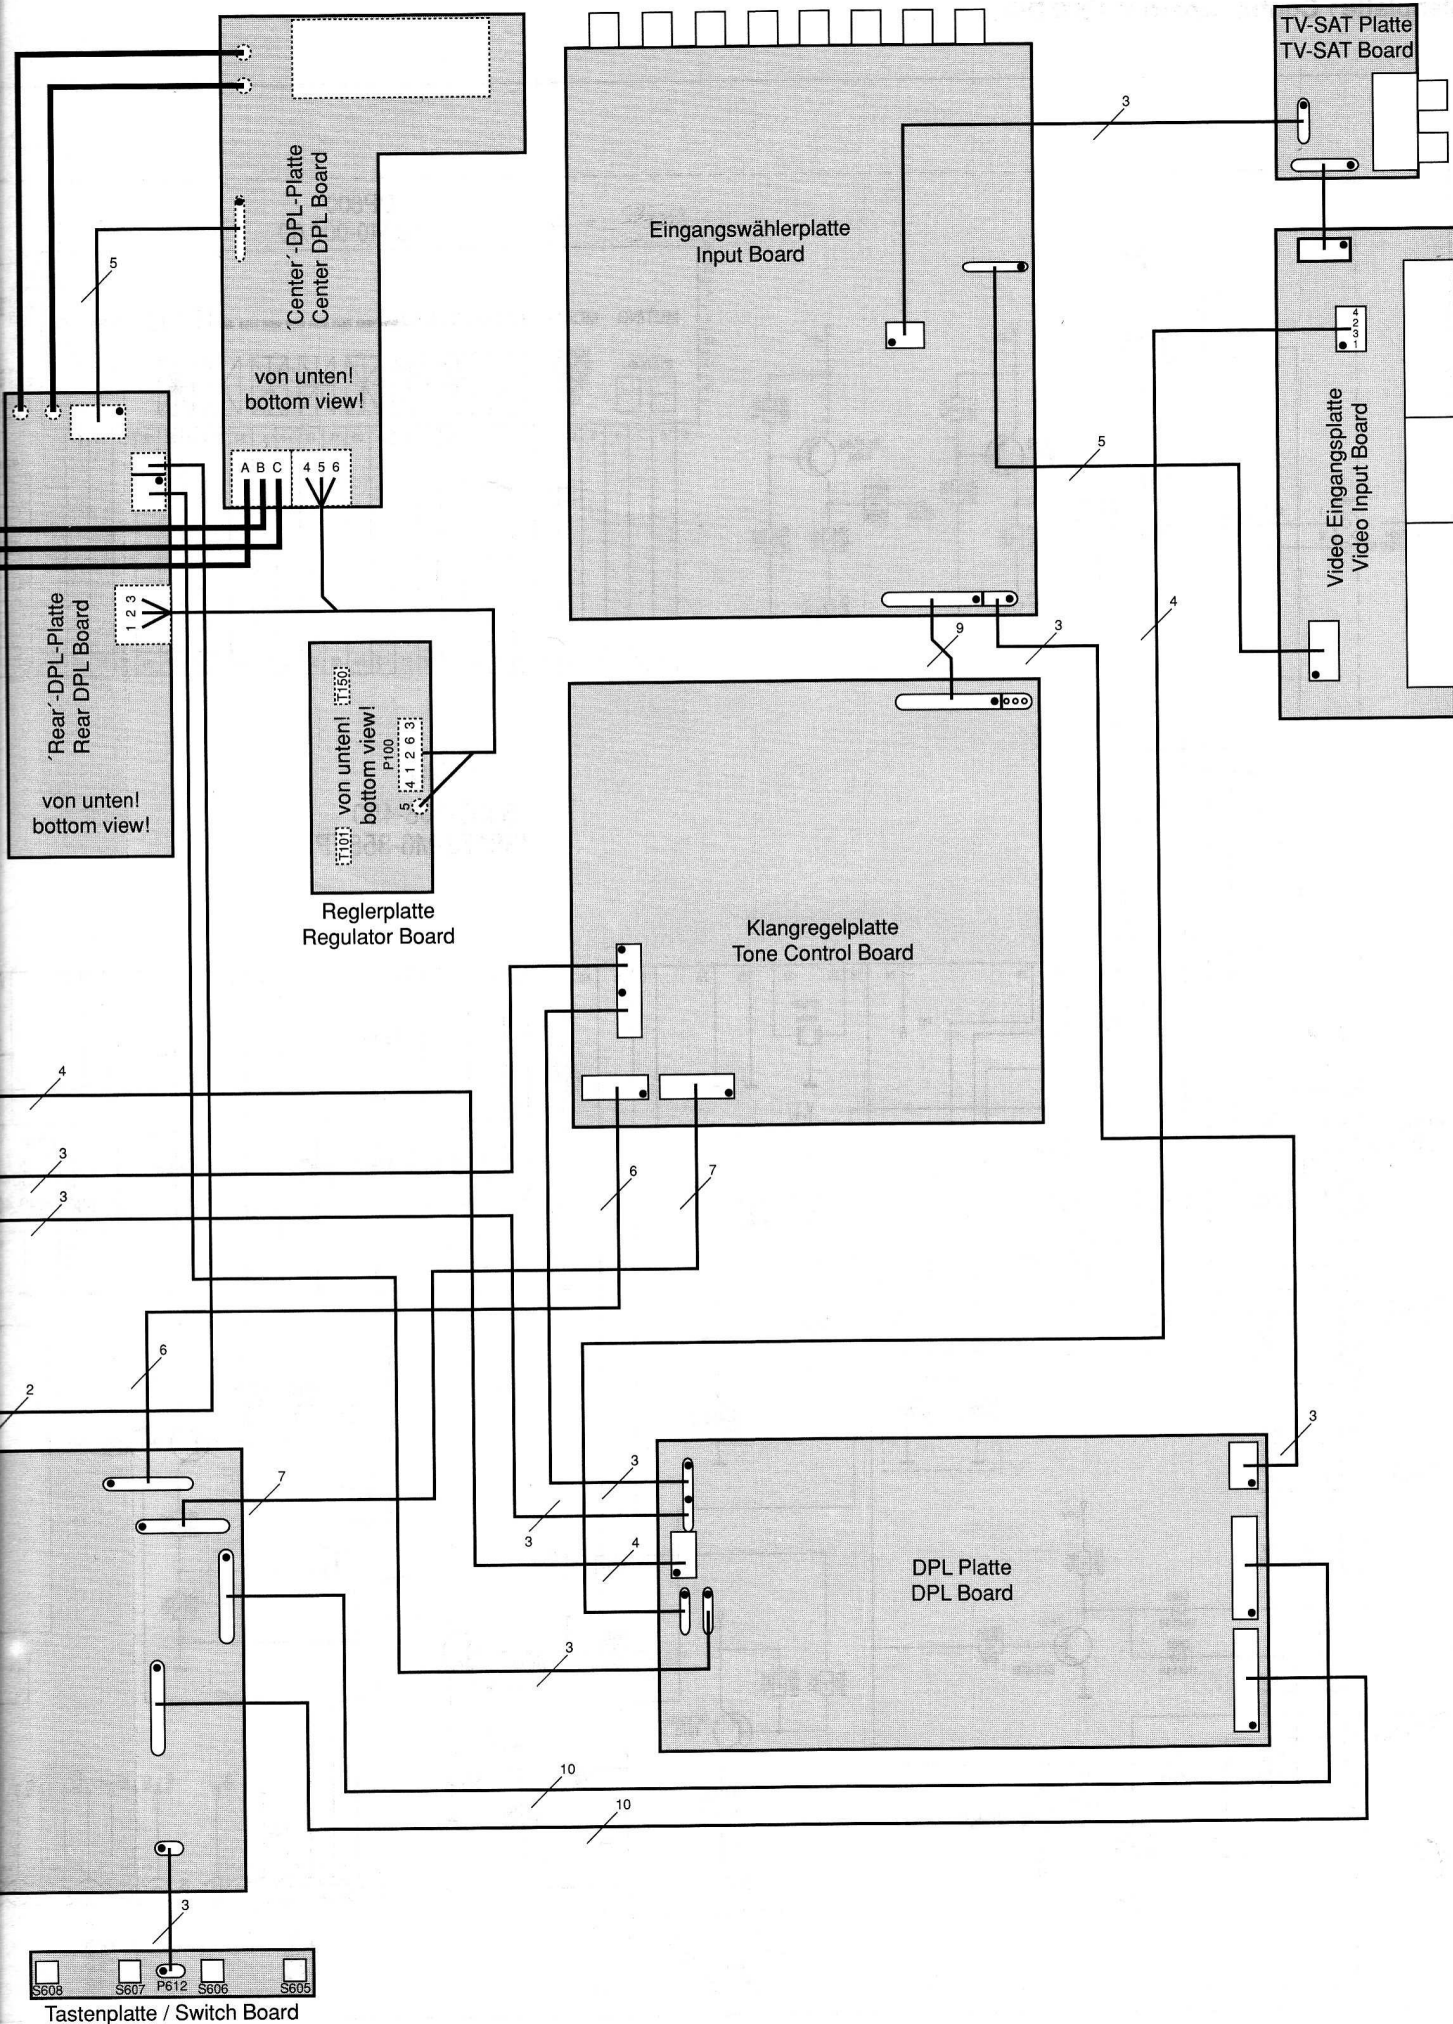 TV-SAT Platte
TV-SAT Board
3
´Center´-DPL-Platte
Center DPL Board
Eingangswählerplatte
Input Board
5
4
2
3
1
von unten!
bottom view!
Video Eingangsplatte
Video Input Board
5
A B C 4 5 6
1 2 3
4
9
3
´Rear´-DPL-Platte
Rear DPL Board
T150
von unten!
bottom view!
P100
4 1 2 6 3
5
T101
von unten!
bottom view!
Reglerplatte
Regulator Board
Klangregelplatte
Tone Control Board
4
3
6
7
3
6
2
3
3
7
3
4
DPL Platte
DPL Board
3
10
10
3
S608
S607
P612
S606
S605
Tastenplatte / Switch Board